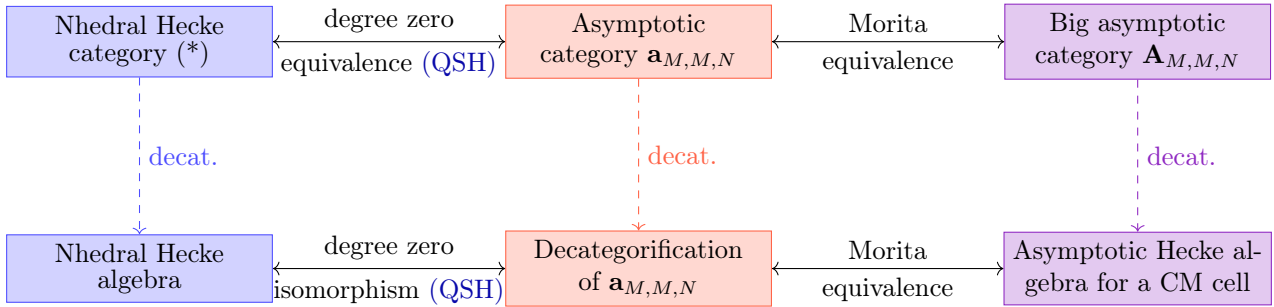 Nhedral Hecke
category (*)
degree zero
equivalence (QSH)
Asymptotic
category a_{M,M,N}
Morita
equivalence
Big asymptotic
category A_{M,M,N}
decat.
decat.
decat.
Nhedral Hecke
algebra
degree zero
isomorphism (QSH)
Decategorification
of a_{M,M,N}
Morita
equivalence
Asymptotic Hecke al-
gebra for a CM cell